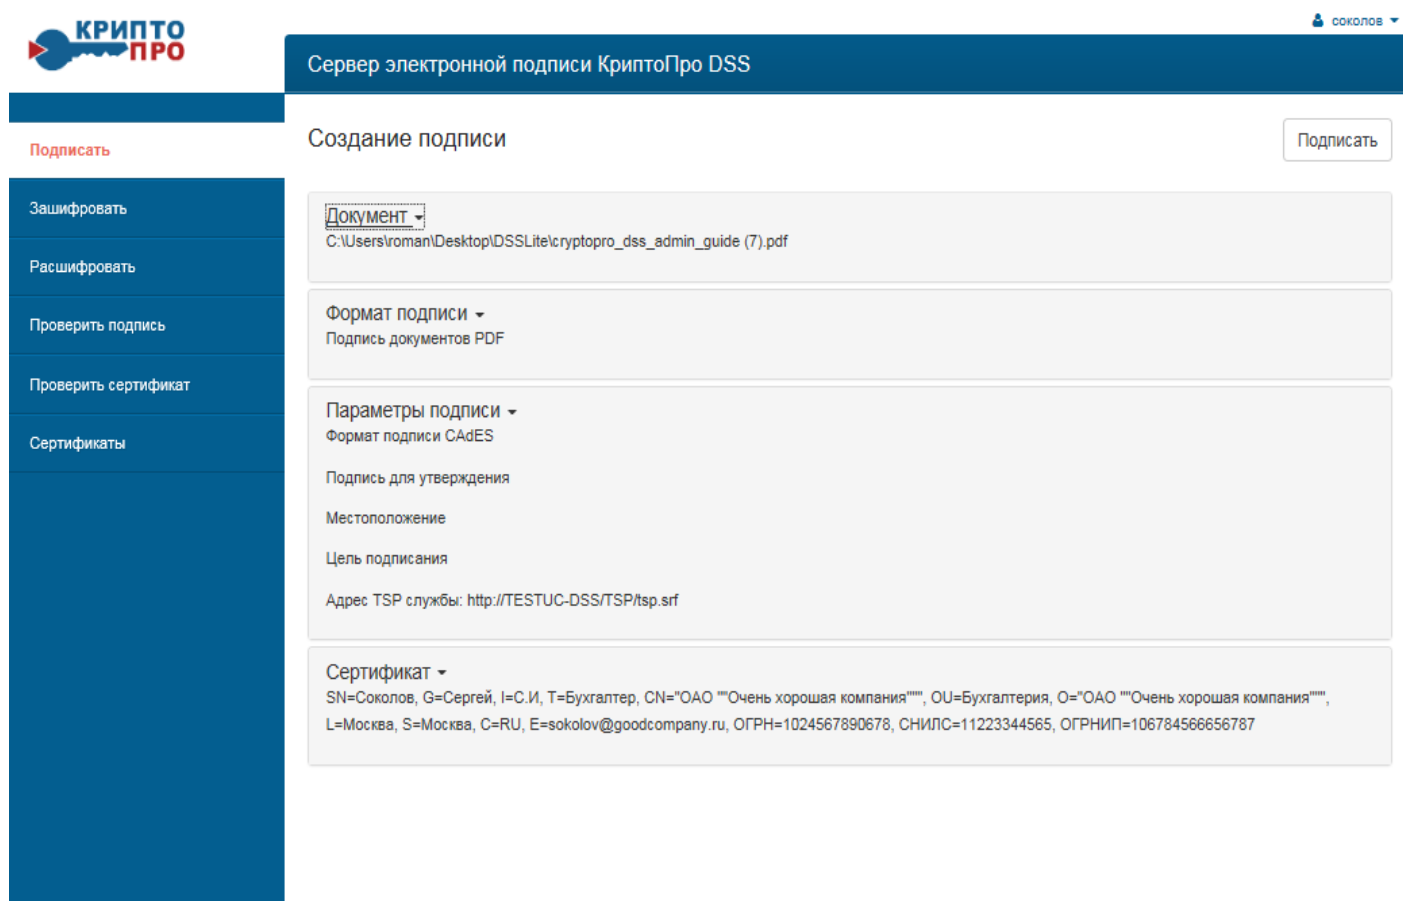 КРИПТО
ПРО
соколов
Сервер электронной подписи КриптоПро DSS
Подписать
Зашифровать
Расшифровать
Проверить подпись
Проверить сертификат
Сертификаты
Создание подписи
Подписать
Документ
C:\Users\roman\Desktop\DSSLite\cryptopro_dss_admin_guide (7).pdf
Формат подписи
Подпись документов PDF
Параметры подписи
Формат подписи CAdES
Подпись для утверждения
Местоположение
Цель подписания
Адрес TSP службы: http://TESTUC-DSS/TSP/tsp.srf
Сертификат
SN=Соколов, G=Сергей, I=С.И, T=Бухгалтер, CN="ОАО ""Очень хорошая компания""", OU=Бухгалтерия, O="ОАО ""Очень хорошая компания""",
L=Москва, S=Москва, C=RU, E=sokolov@goodcompany.ru, ОГРН=1024567890678, СНИЛС=11223344565, ОГРНИП=106784566656787